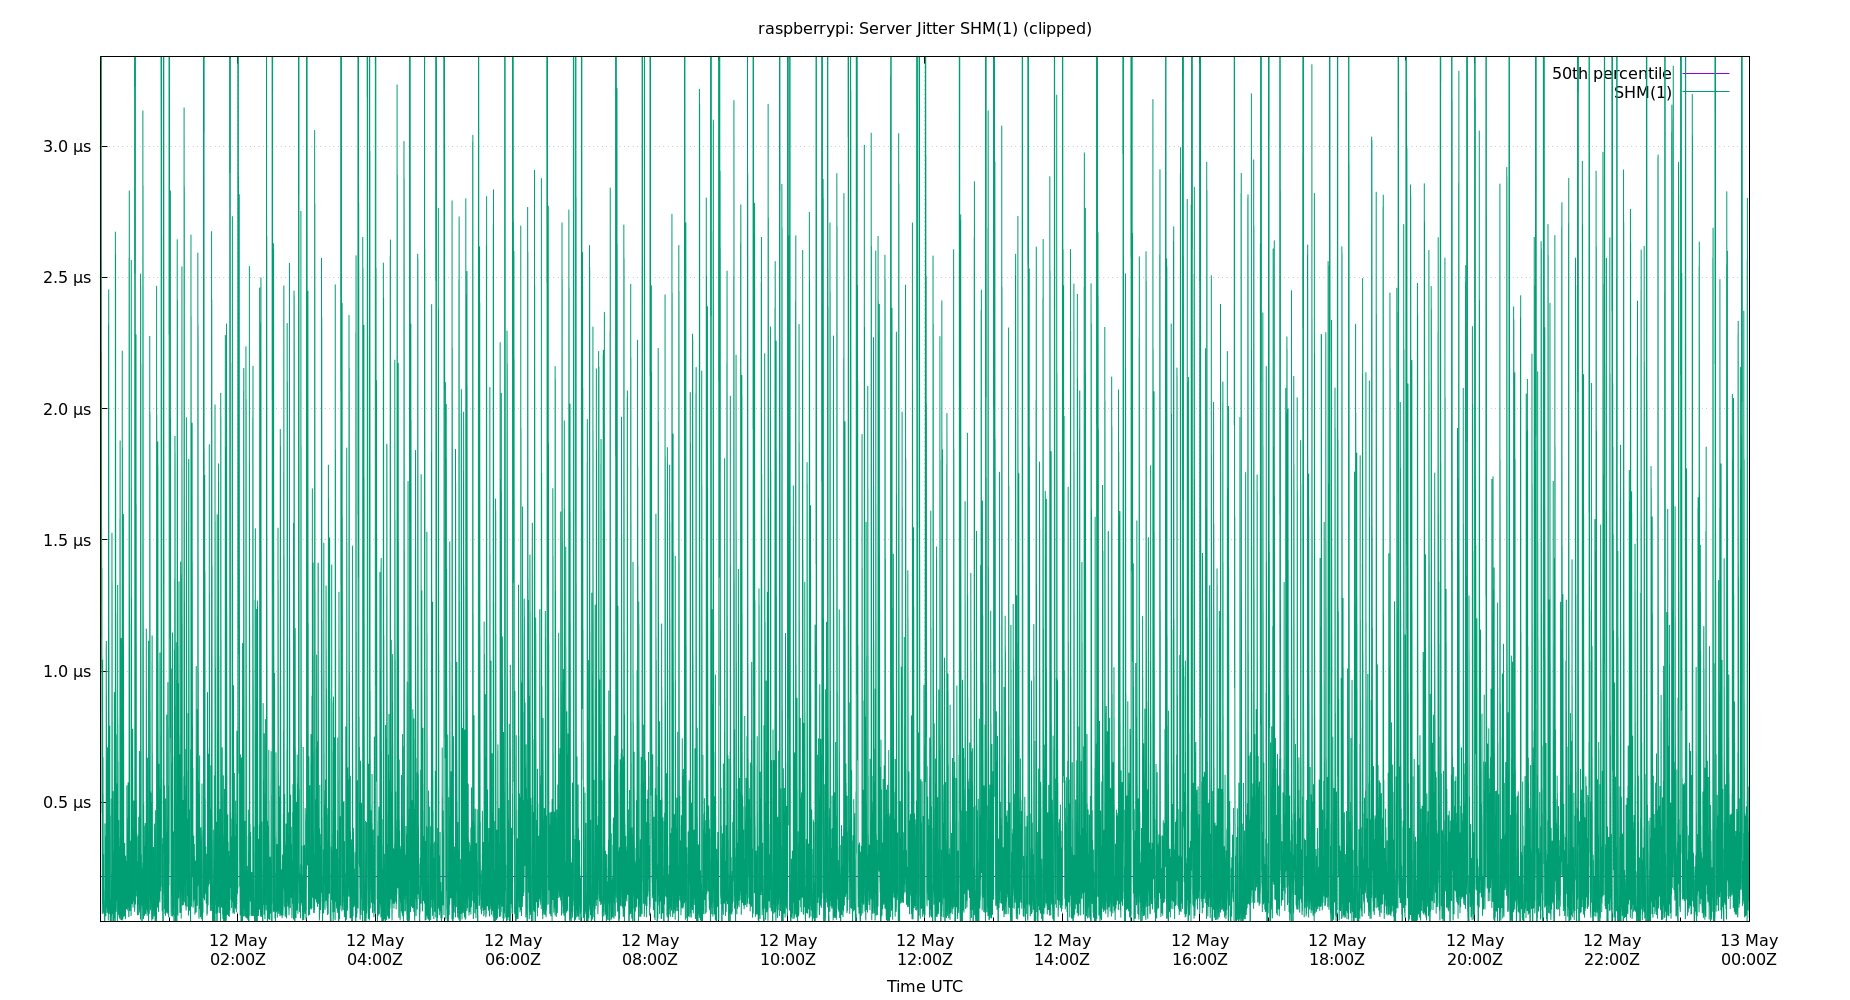 raspberrypi: Server Jitter SHM(1) (clipped)
50th percentile
SHM(1)
3.0 μs
2.5 μs
2.0 μs
1.5 μs
1.0 μs
0.5 μs
12 May 12 May 12 May 12 May 12 May 12 May 12 May 12 May 12 May 12 May 12 May 13 May
02:00Z 04:00Z 06:00Z 08:00Z 10:00Z 12:00Z 14:00Z 16:00Z 18:00Z 20:00Z 22:00Z 00:00Z
Time UTC